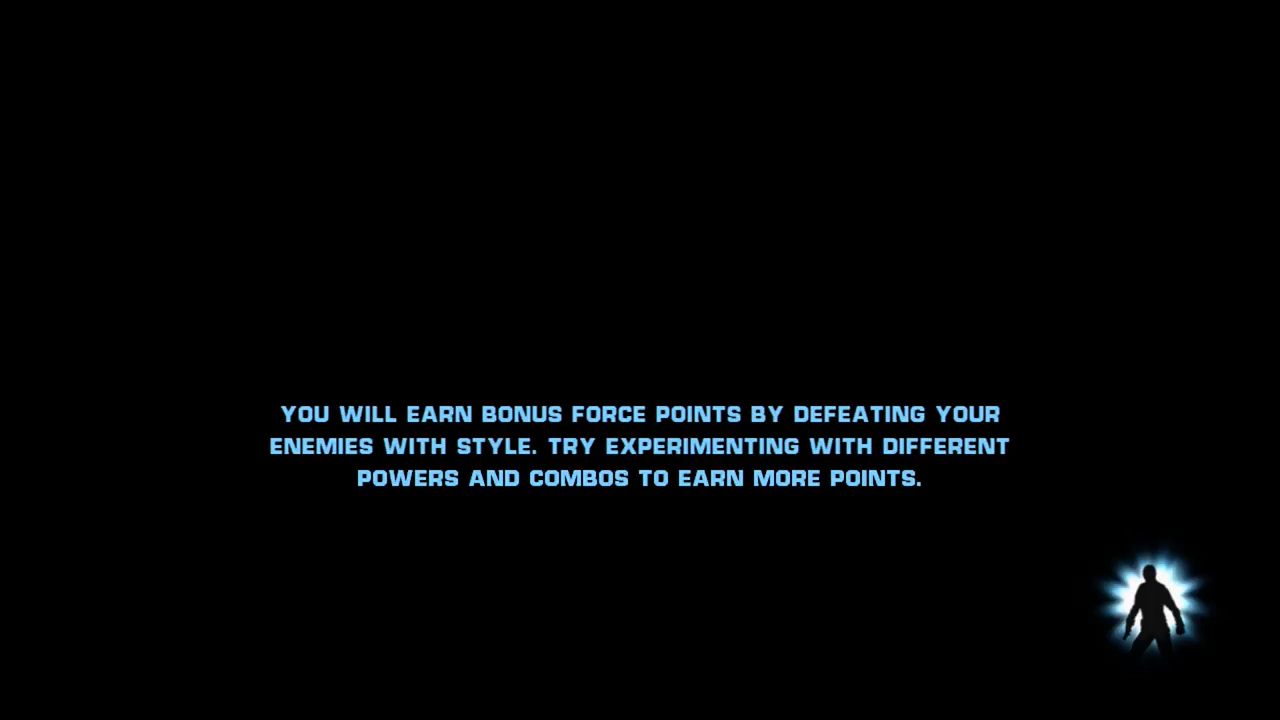 YOU WILL EARN BONUS FORCE POINTS BY DEFEATING YOUR
ENEMIES WITH STYLE. TRY EXPERIMENTING WITH DIFFERENT
POWERS AND COMBOS TO EARN MORE POINTS.